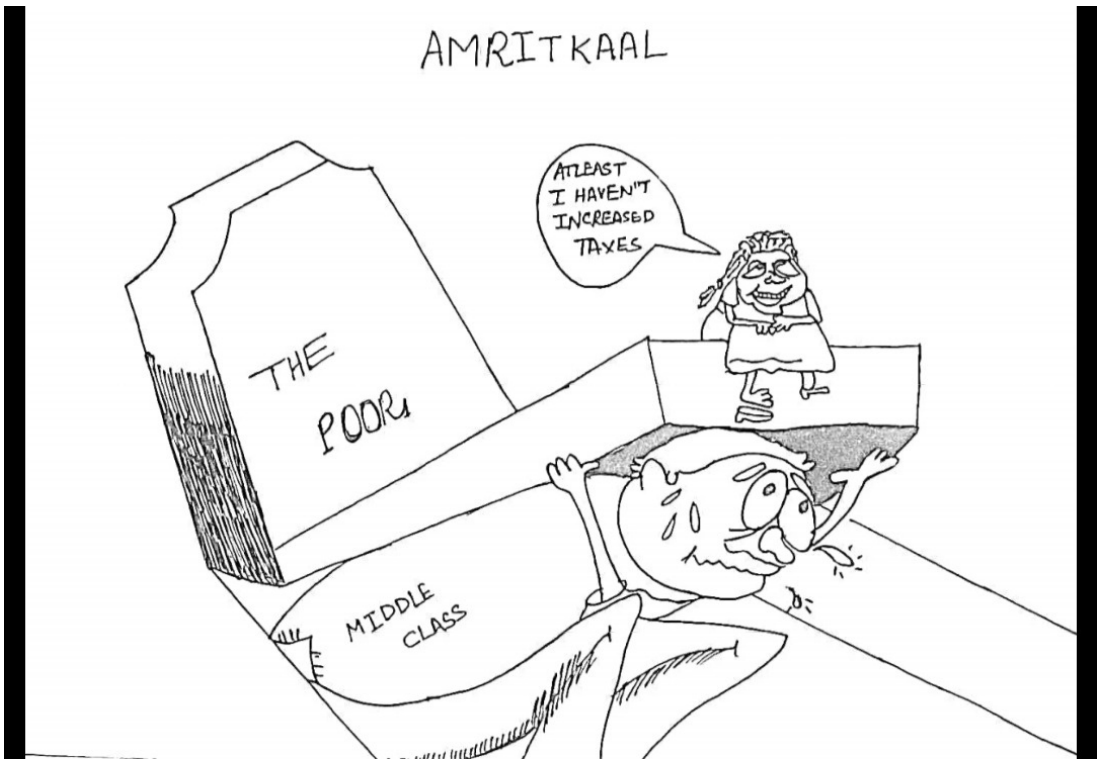 AMRITKAAL
ATLEAST
I HAVEN'T
INCREASED
TAXES
THE
POOR
MIDDLE
CLASS